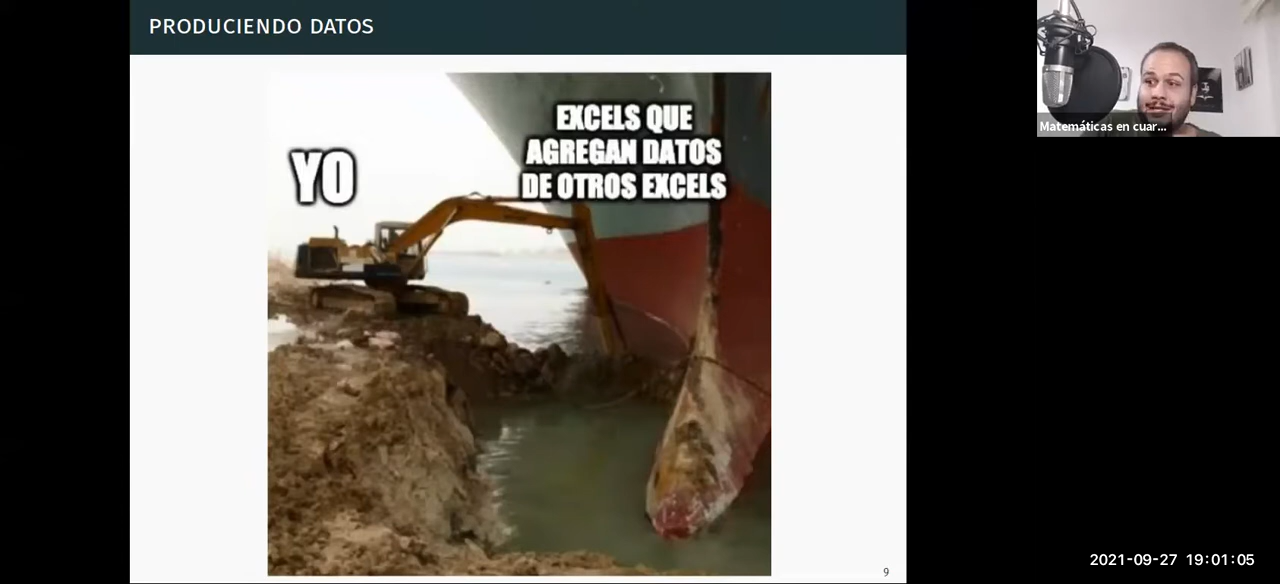 PRODUCIENDO DATOS
YO
EXCELS QUE
AGREGAN DATOS
DE OTROS EXCELS
Matemáticas en cuar...
9
2021-09-27 19:01:05